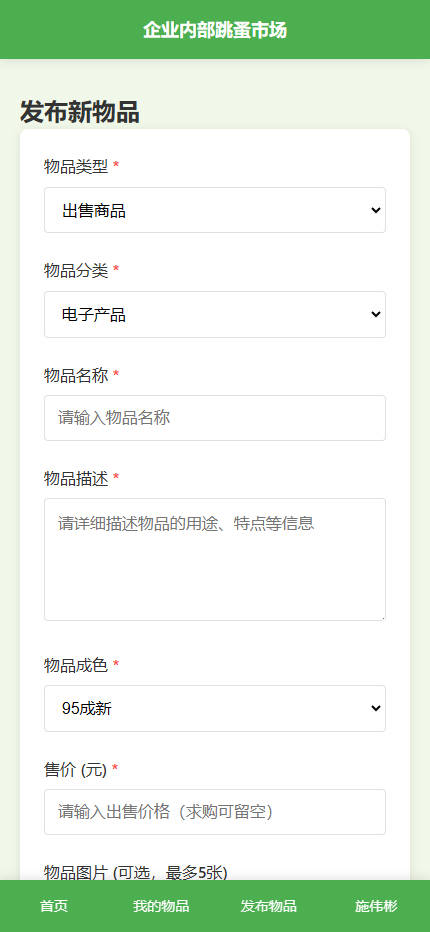 企业内部跳蚤市场
发布新物品
物品类型 *
出售商品
物品分类 *
电子产品
物品名称 *
请输入物品名称
物品描述 *
请详细描述物品的用途、特点等信息
物品成色 *
95成新
售价 (元) *
请输入出售价格（求购可留空）
物品图片 (可选，最多5张)
首页 我的物品 发布物品 施伟彬